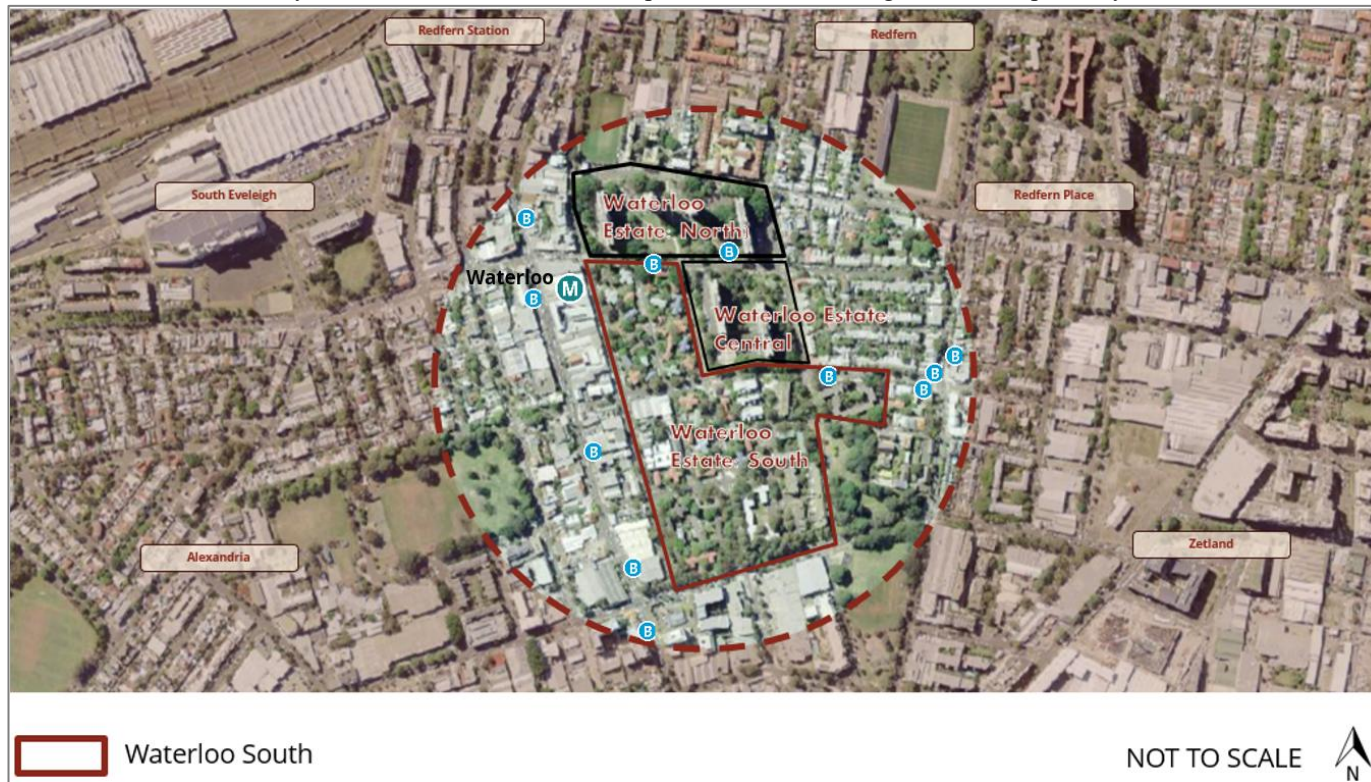 Redfern Station
Redfern
South Eveleigh
Redfern Place
Waterloo
Estate North
B
B
B
Waterloo
M
B
Waterloo Estate
Central
B
B
B
B
Waterloo
Estate South
B
Alexandria
Zetland
B
B
Waterloo South
NOT TO SCALE
N